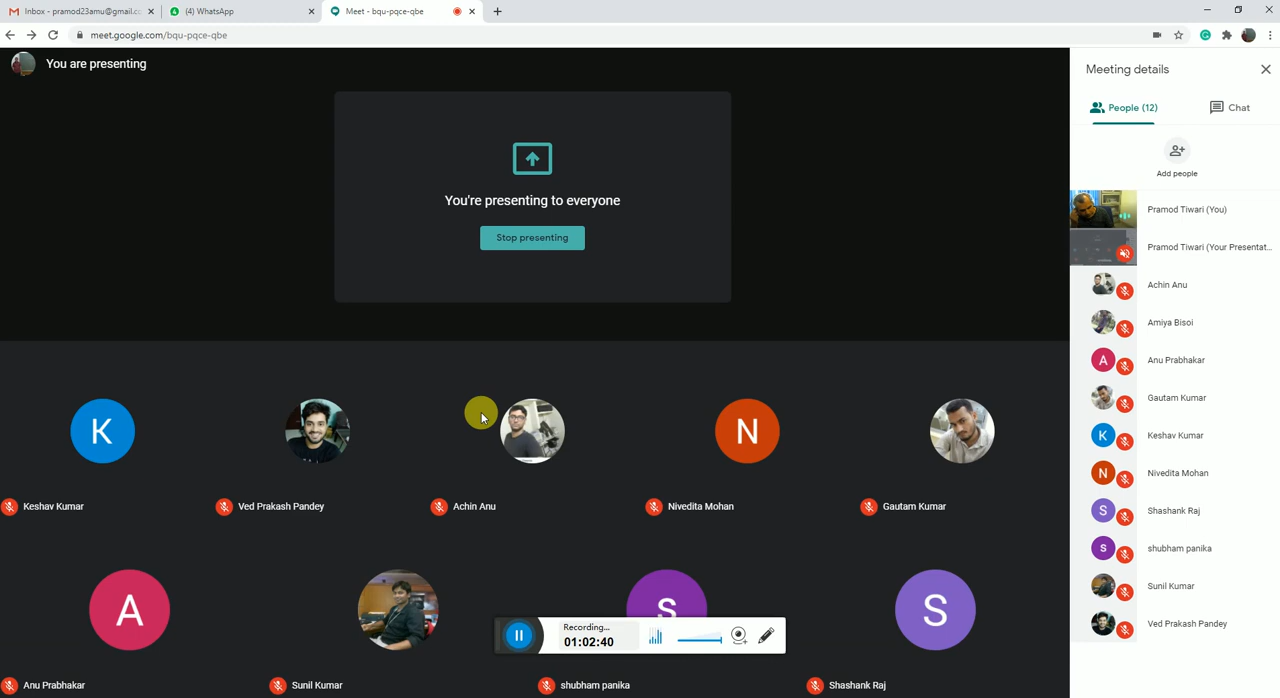 Inbox - pramod23amu@gmail.c
(4) WhatsApp
Meet - bqu-pqce-qbe
meet.google.com/bqu-pqce-qbe
You are presenting
You're presenting to everyone
Stop presenting
K
N
Keshav Kumar
Ved Prakash Pandey
Achin Anu
Nivedita Mohan
Gautam Kumar
A
S
S
Anu Prabhakar
Sunil Kumar
shubham panika
Shashank Raj
Recording...
01:02:40
Meeting details
People (12)
Chat
Add people
Pramod Tiwari (You)
Pramod Tiwari (Your Presentat...
Achin Anu
Amiya Bisoi
A
Anu Prabhakar
Gautam Kumar
K
Keshav Kumar
N
Nivedita Mohan
S
Shashank Raj
s
shubham panika
Sunil Kumar
Ved Prakash Pandey